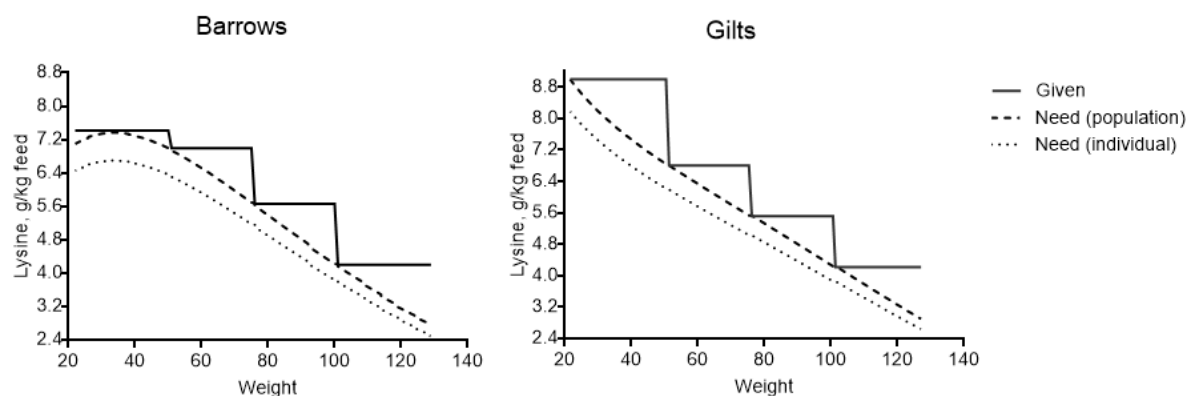 Barrows
Lysine, g/kg feed
8.8
8.0
7.2
6.4
5.6
4.8
4.0
3.2
2.4
20 40 60 80 100 120 140
Weight
Gilts
Lysine, g/kg feed
8.8
8.0
7.2
6.4
5.6
4.8
4.0
3.2
2.4
20 40 60 80 100 120 140
Weight
Given
Need (population)
Need (individual)